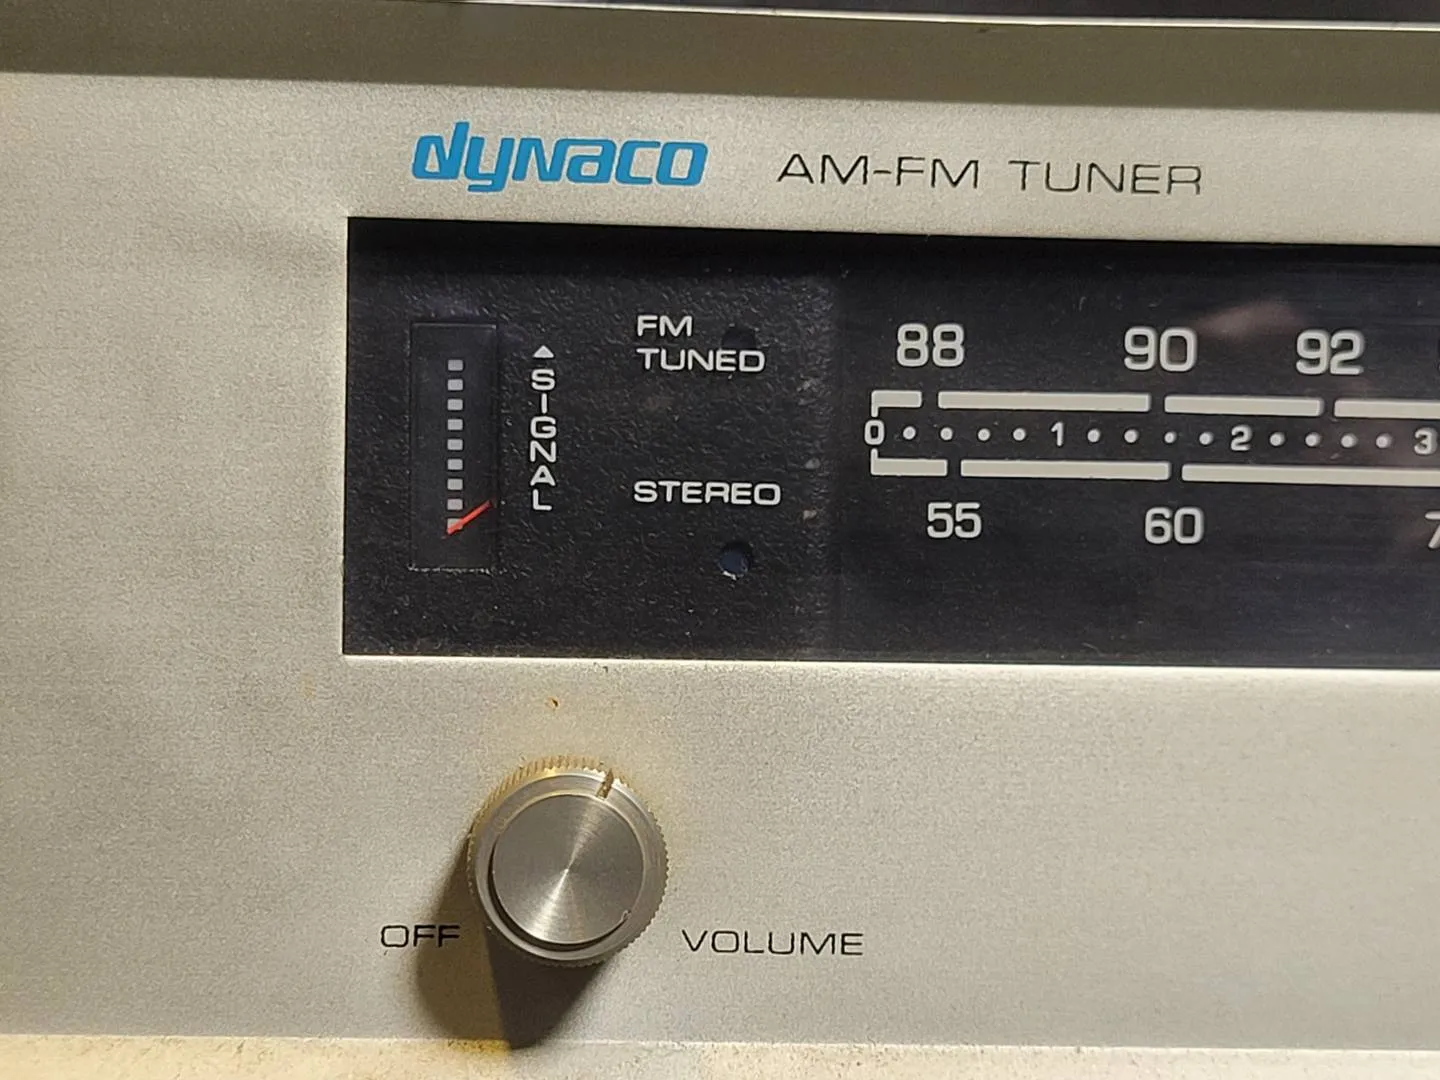 dynaco AM-FM TUNER
FM
TUNED
SIGNAL
STEREO
88 90 92
0 1 2 3
55 60 7
OFF VOLUME